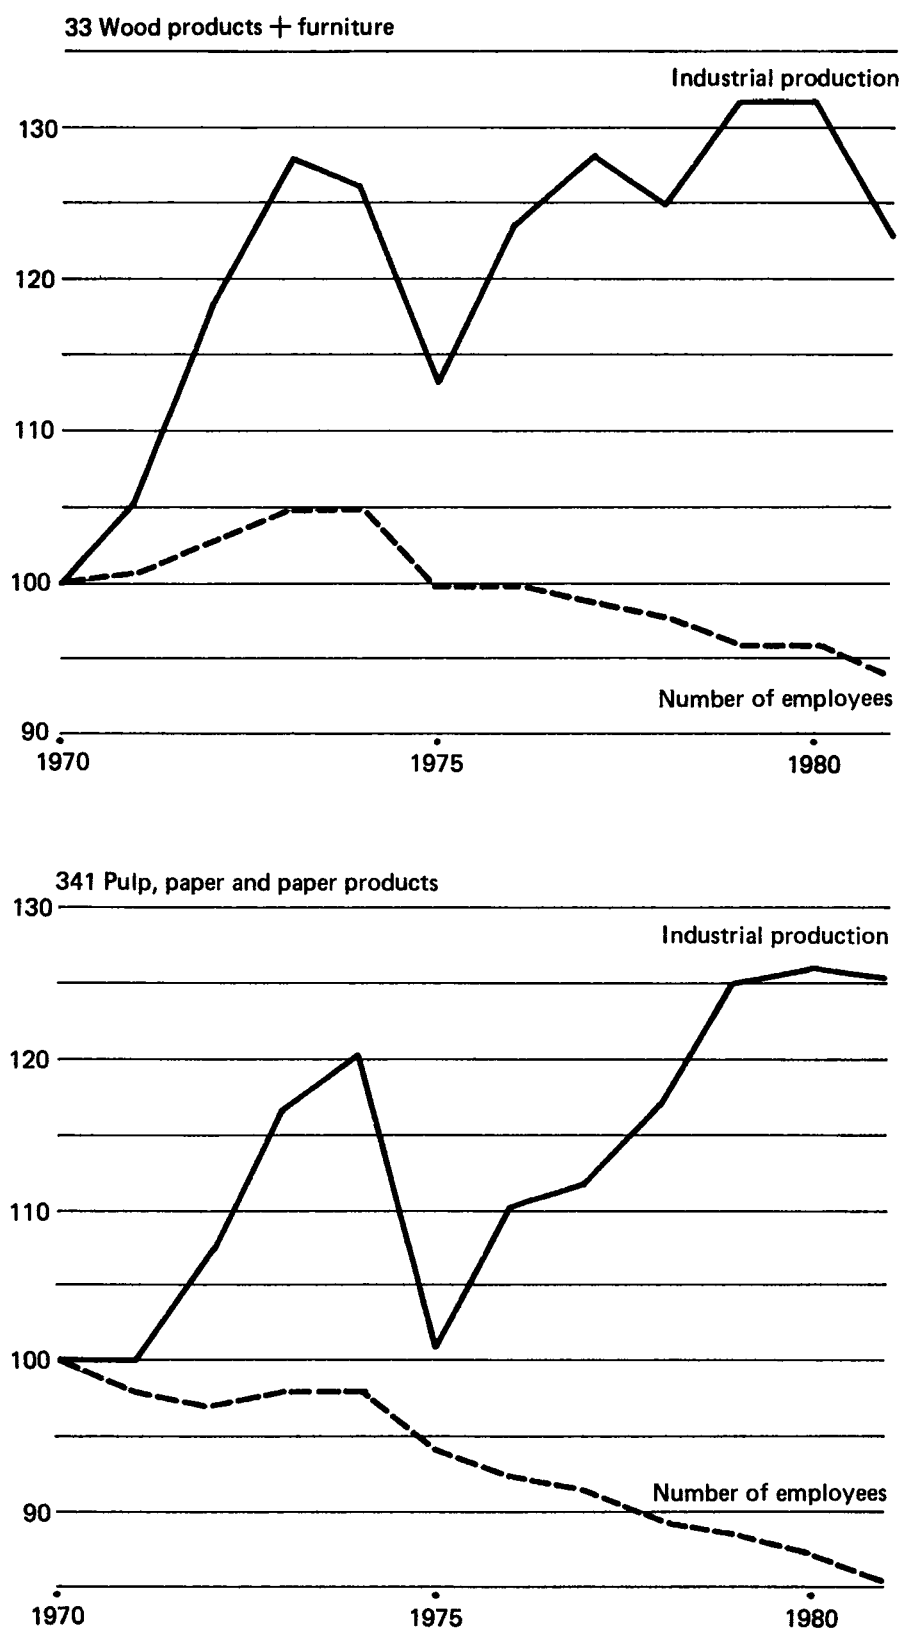 33 Wood products + furniture
Industrial production
130
120
110
100
Number of employees
90
1970 1975 1980
341 Pulp, paper and paper products
130
Industrial production
120
110
100
Number of employees
90
1970 1975 1980